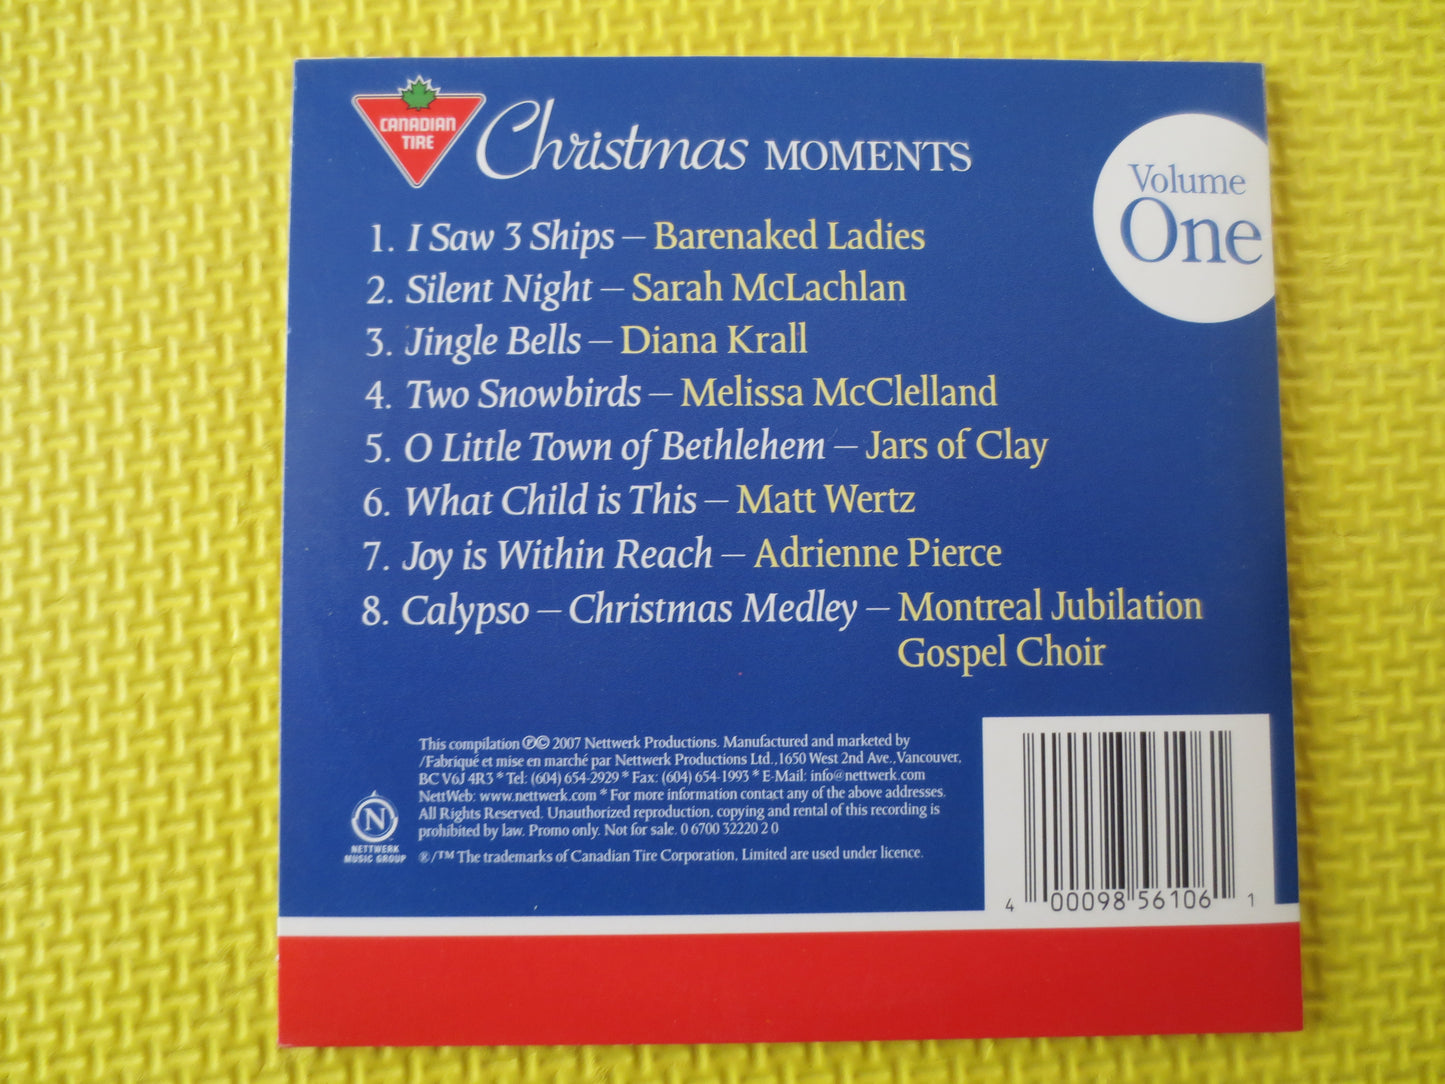 CANADIAN
TIRE
Christmas MOMENTS
Volume
One
1. I Saw 3 Ships – Barenaked Ladies
2. Silent Night – Sarah McLachlan
3. Jingle Bells – Diana Krall
4. Two Snowbirds – Melissa McClelland
5. O Little Town of Bethlehem – Jars of Clay
6. What Child is This – Matt Wertz
7. Joy is Within Reach – Adrienne Pierce
8. Calypso – Christmas Medley – Montreal Jubilation
Gospel Choir
This compilation ℗© 2007 Nettwerk Productions. Manufactured and marketed by
/Fabriqué et mise en marché par Nettwerk Productions Ltd.,1650 West 2nd Ave.,Vancouver,
BC V6J 4R3 * Tel: (604) 654-2929 * Fax: (604) 654-1993 * E-Mail: info@nettwerk.com
NettWeb: www.nettwerk.com * For more information contact any of the above addresses.
All Rights Reserved. Unauthorized reproduction, copying and rental of this recording is
prohibited by law. Promo only. Not for sale. 0 6700 32220 2 0
®/™ The trademarks of Canadian Tire Corporation, Limited are used under licence.
N
NETTWERK
MUSIC GROUP
4 00098 56106 1